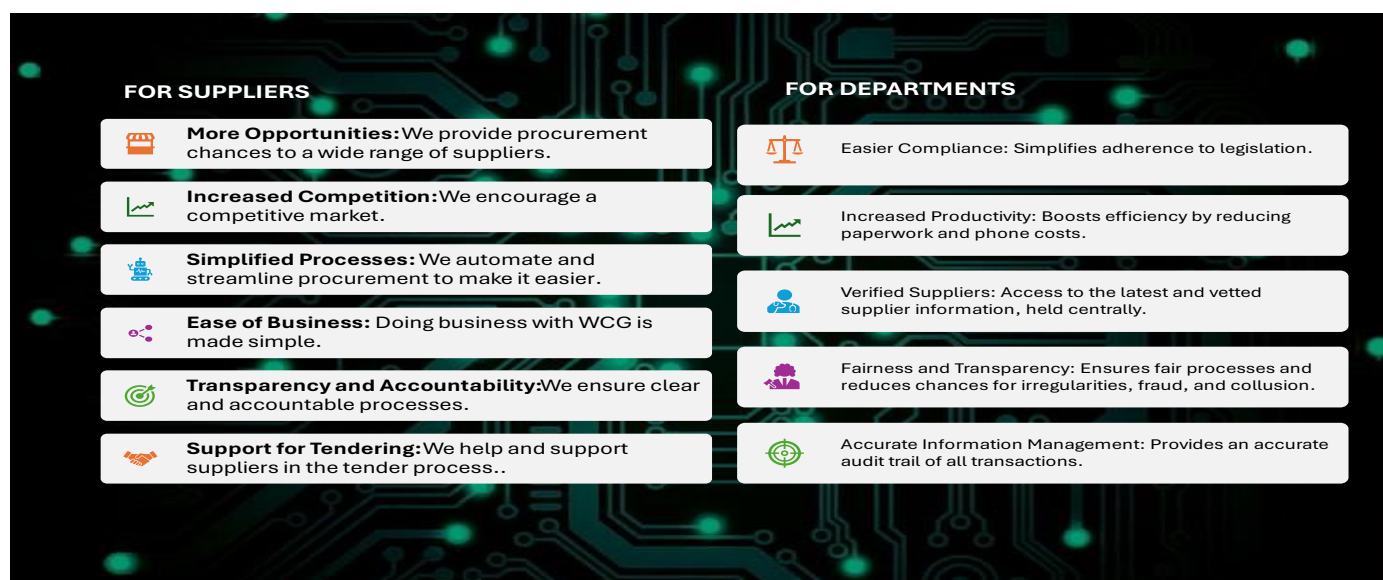 FOR SUPPLIERS
More Opportunities:We provide procurement
chances to a wide range of suppliers.
Increased Competition:We encourage a
competitive market.
Simplified Processes: We automate and
streamline procurement to make it easier.
Ease of Business: Doing business with WCG is
made simple.
Transparency and Accountability:We ensure clear
and accountable processes.
Support for Tendering:We help and support
suppliers in the tender process..
FOR DEPARTMENTS
Easier Compliance: Simplifies adherence to legislation.
Increased Productivity: Boosts efficiency by reducing
paperwork and phone costs.
Verified Suppliers: Access to the latest and vetted
supplier information, held centrally.
Fairness and Transparency: Ensures fair processes and
reduces chances for irregularities, fraud, and collusion.
Accurate Information Management: Provides an accurate
audit trail of all transactions.